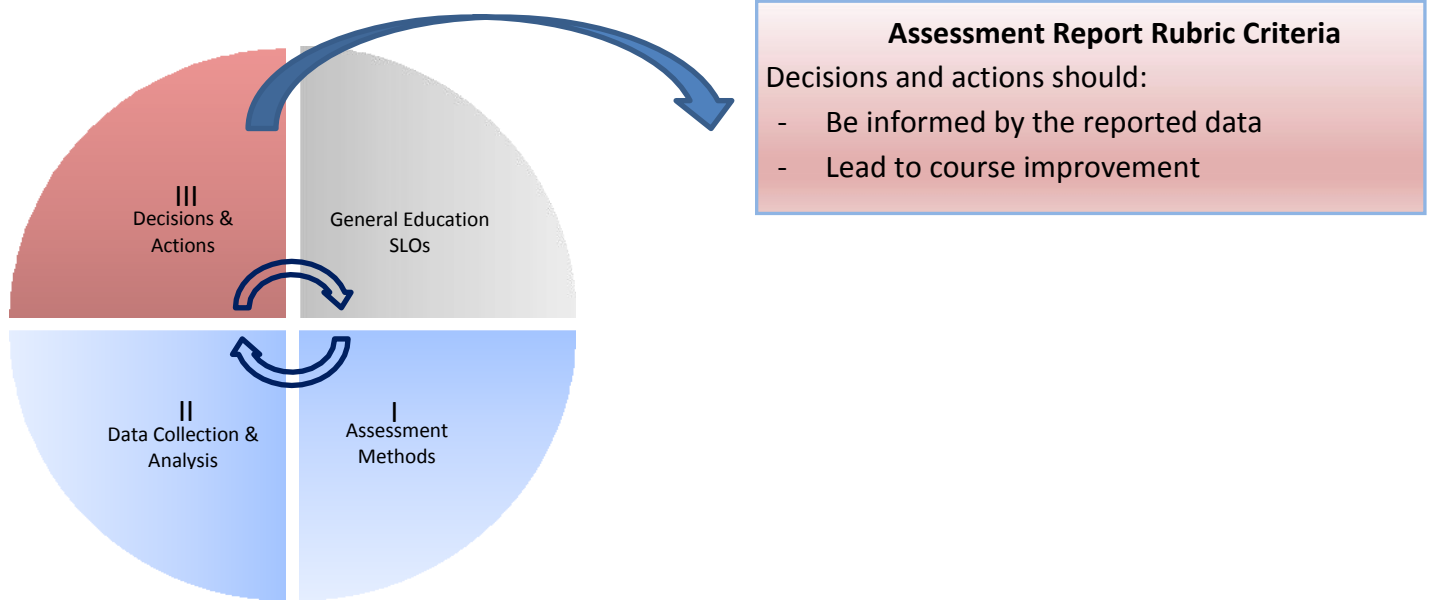 Assessment Report Rubric Criteria
Decisions and actions should:
- Be informed by the reported data
- Lead to course improvement
III
Decisions &
Actions
General Education
SLOs
II
Data Collection &
Analysis
I
Assessment
Methods